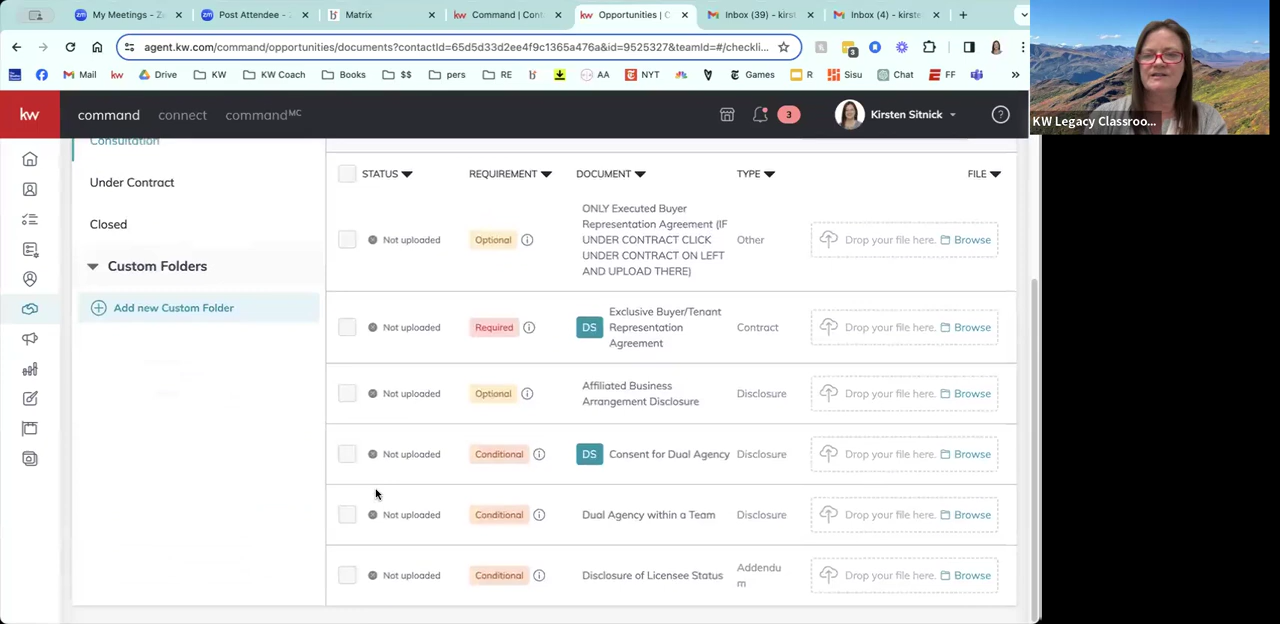 My Meetings - Z
Post Attendee - Z
Matrix
Command | Cont
Opportunities | C
Inbox (39) - kirst
Inbox (4) - kirste
agent.kw.com/command/opportunities/documents?contactId=65d5d33d2ee4f9c1365a476a&id=9525327&teamId=#/checkli...
Mail
kw
Drive
KW
KW Coach
Books
$$
pers
RE
AA
NYT
Games
R
Sisu
Chat
FF
KW Legacy Classroo...
kw
command
connect
command MC
3
Kirsten Sitnick
Consultation
Under Contract
Closed
Custom Folders
Add new Custom Folder
STATUS
REQUIREMENT
DOCUMENT
TYPE
FILE
Not uploaded
Optional
ONLY Executed Buyer
Representation Agreement (IF
UNDER CONTRACT CLICK
UNDER CONTRACT ON LEFT
AND UPLOAD THERE)
Other
Drop your file here. Browse
Not uploaded
Required
DS
Exclusive Buyer/Tenant
Representation
Agreement
Contract
Drop your file here. Browse
Not uploaded
Optional
Affiliated Business
Arrangement Disclosure
Disclosure
Drop your file here. Browse
Not uploaded
Conditional
DS
Consent for Dual Agency
Disclosure
Drop your file here. Browse
Not uploaded
Conditional
Dual Agency within a Team
Disclosure
Drop your file here. Browse
Not uploaded
Conditional
Disclosure of Licensee Status
Addendu
m
Drop your file here. Browse